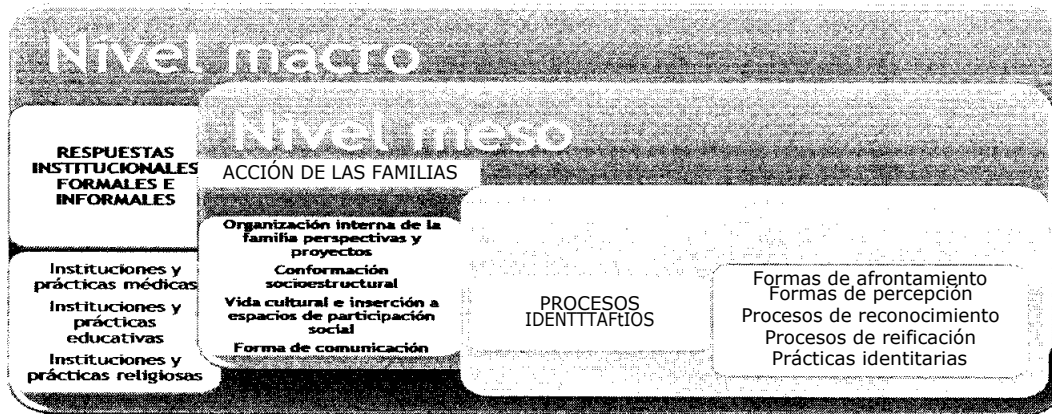 Nivel macro
Nivel meso
RESPUESTAS
INSTITUCIONALES
FORMALES E
INFORMALES
ACCIÓN DE LAS FAMILIAS
Organización interna de la
familia perspectivas y
proyectos
Conformación
socioestructural
Vida cultural e inserción a
espacios de participación
social
Forma de comunicación
Instituciones y
prácticas médicas
Instituciones y
prácticas
educativas
Instituciones y
prácticas religiosas
PROCESOS
IDENTTTAFtIOS
Formas de afrontamiento
Formas de percepción
Procesos de reconocimiento
Procesos de reificación
Prácticas identitarias